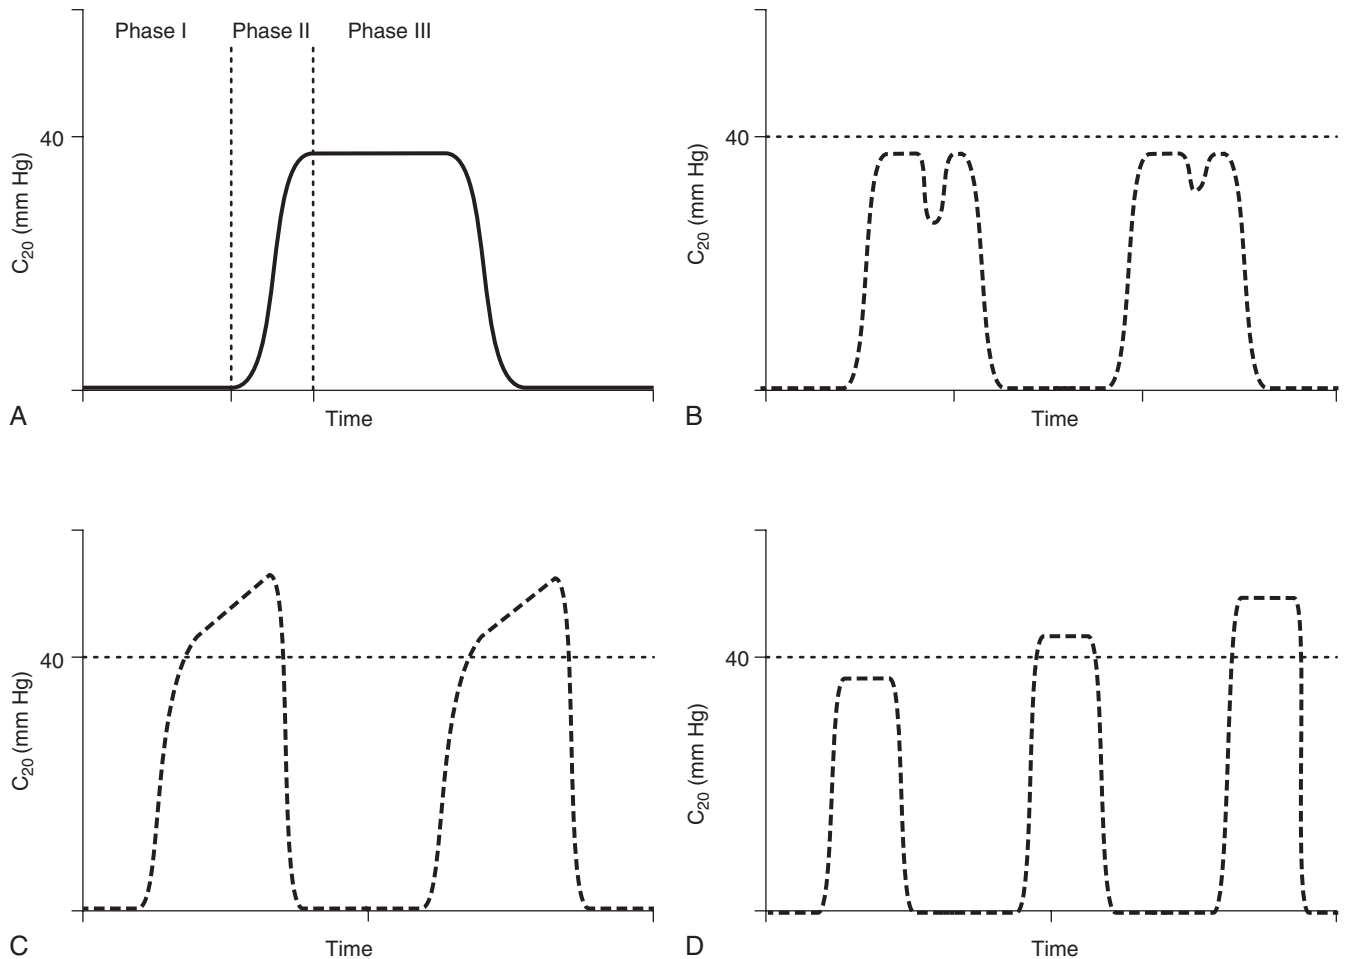 Phase I Phase II Phase III
40
C₂₀ (mm Hg)
A
Time
40
C₂₀ (mm Hg)
B
Time
40
C₂₀ (mm Hg)
C
Time
40
C₂₀ (mm Hg)
D
Time